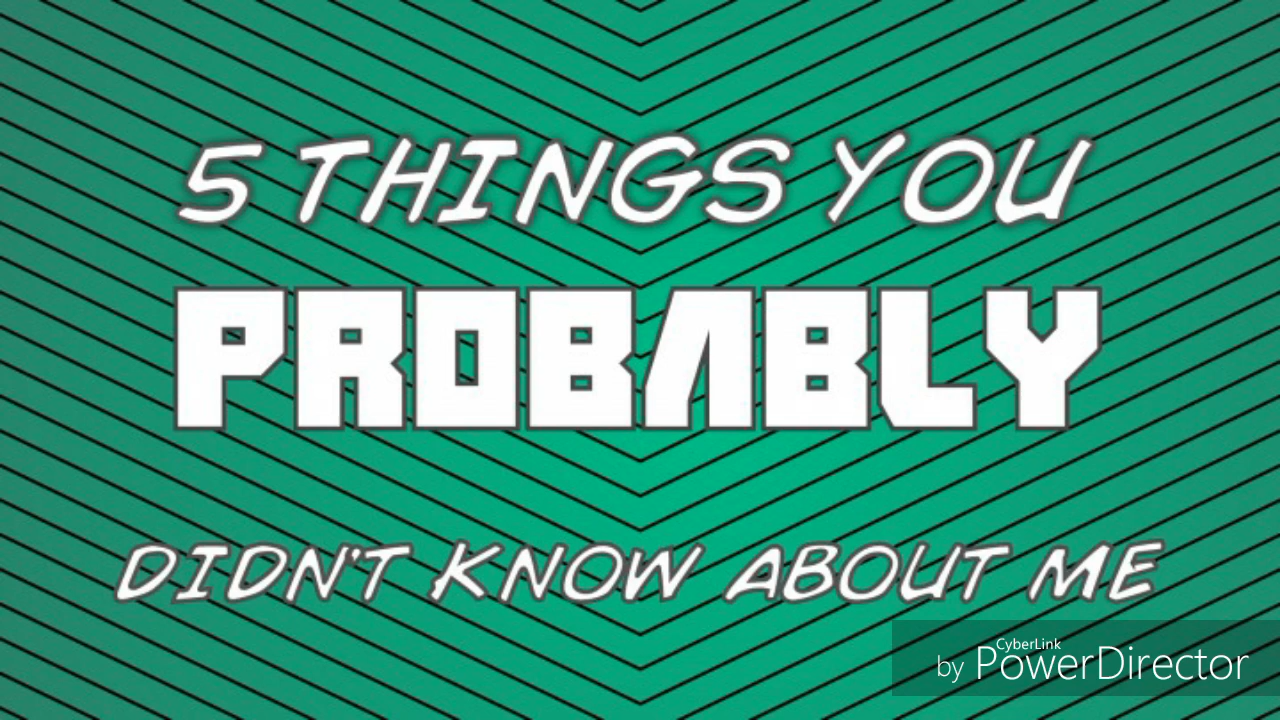 5 THINGS YOU
PROBABLY
DIDN'T KNOW ABOUT ME
CyberLink
by PowerDirector